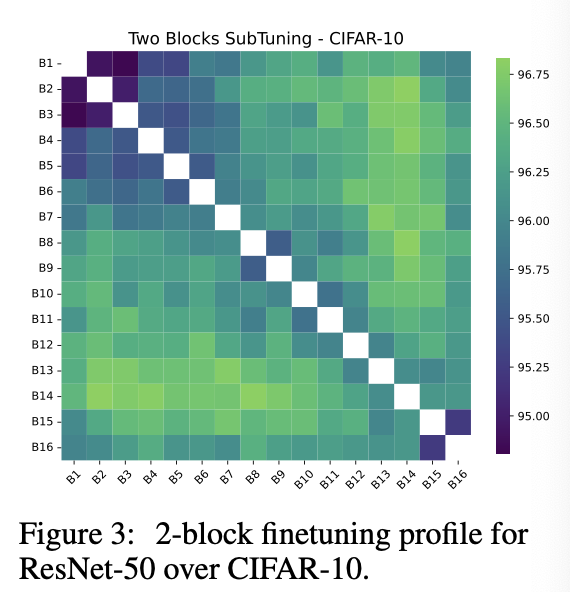 Two Blocks SubTuning - CIFAR-10
B1
B2
B3
B4
B5
B6
B7
B8
B9
B10
B11
B12
B13
B14
B15
B16
B1 B2 B3 B4 B5 B6 B7 B8 B9 B10 B11 B12 B13 B14 B15 B16
96.75
96.50
96.25
96.00
95.75
95.50
95.25
95.00
Figure 3: 2-block finetuning profile for
ResNet-50 over CIFAR-10.